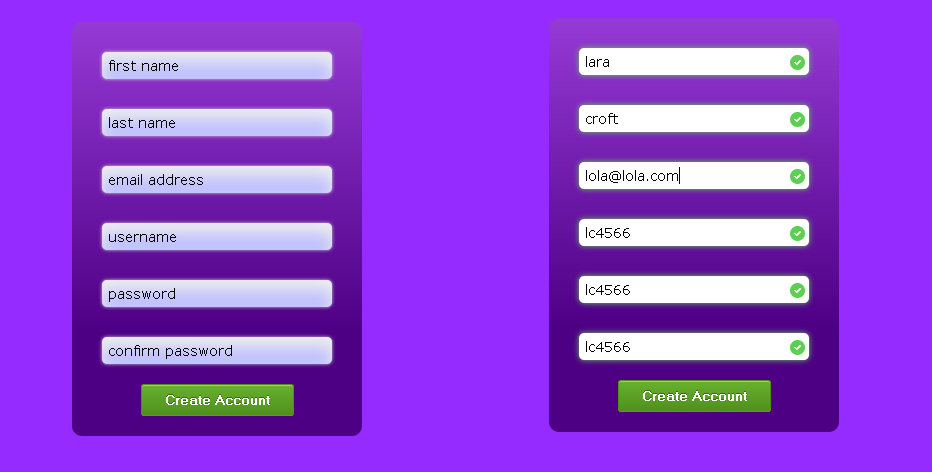 first name
last name
email address
username
password
confirm password
Create Account
lara
croft
lola@lola.com
lc4566
lc4566
lc4566
Create Account